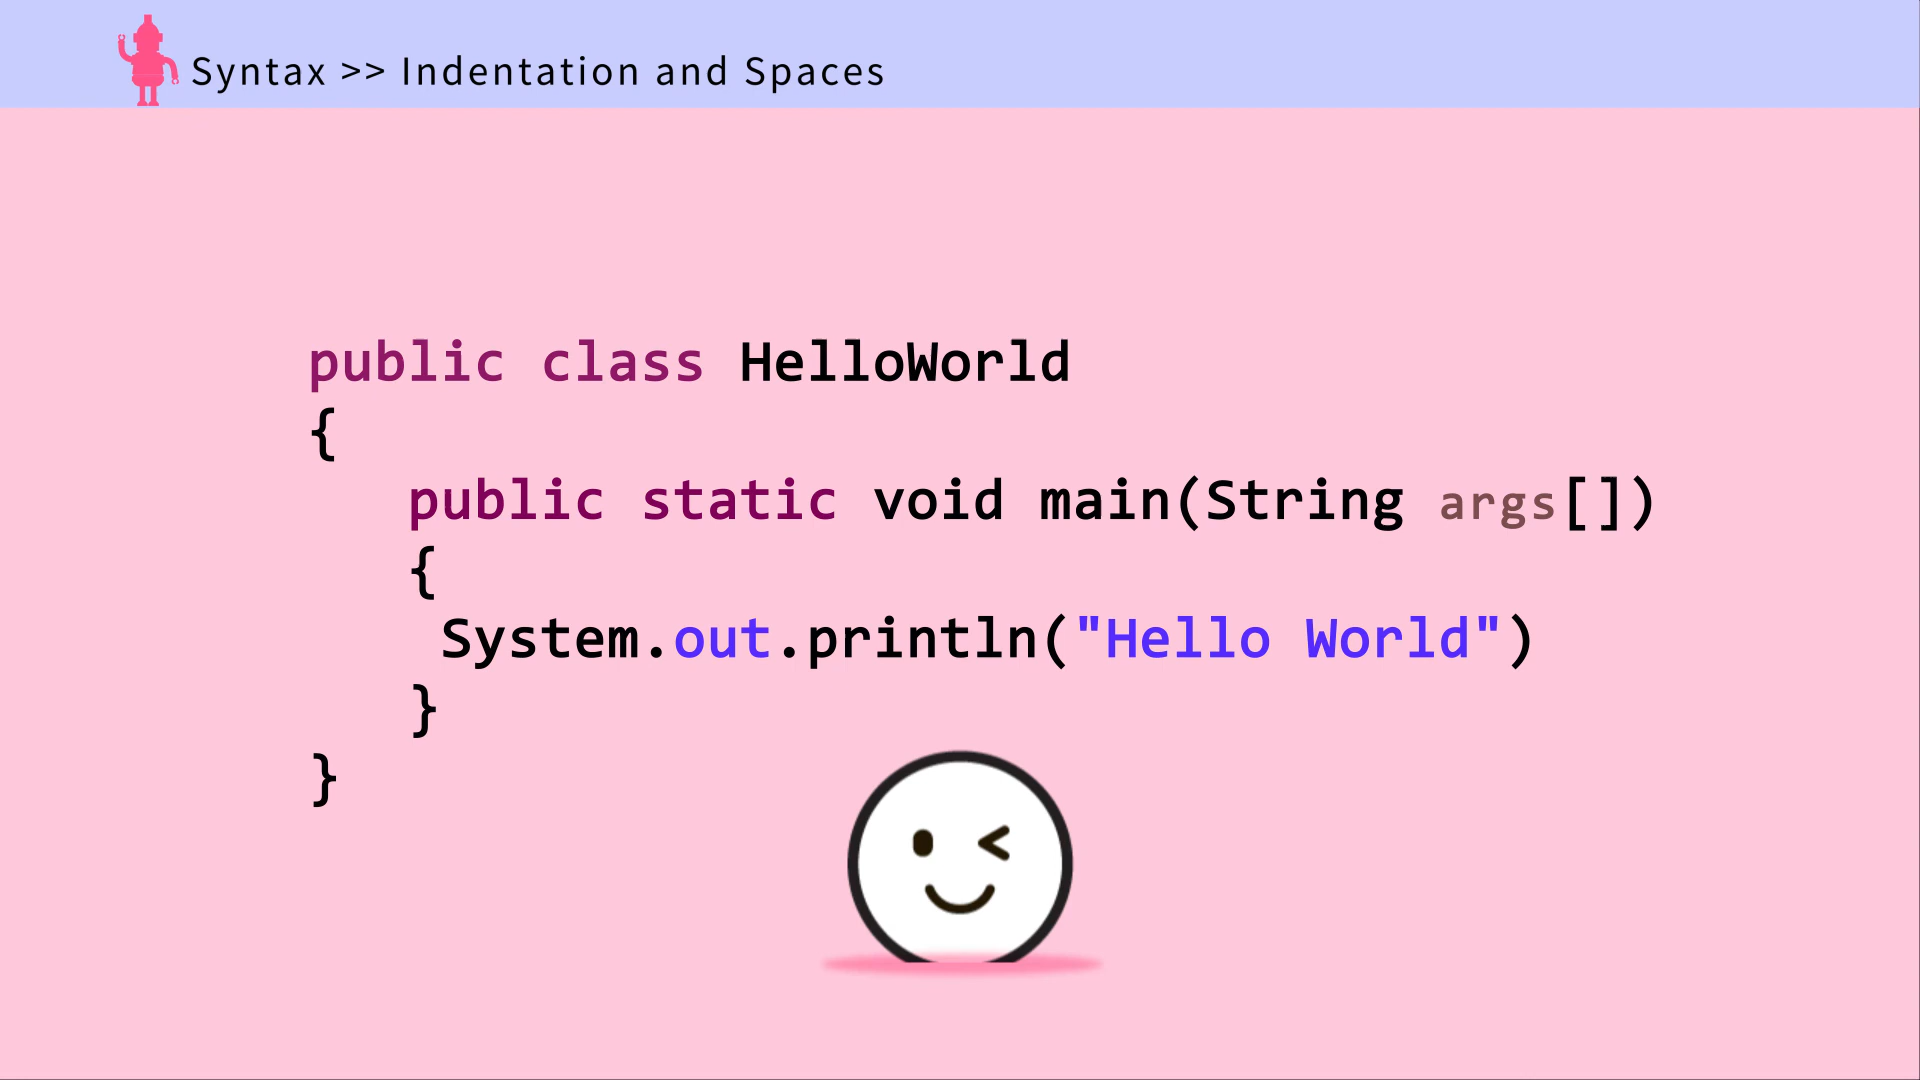 Syntax >> Indentation and Spaces
public class HelloWorld
{
   public static void main(String args[])
   {
    System.out.println("Hello World")
   }
}